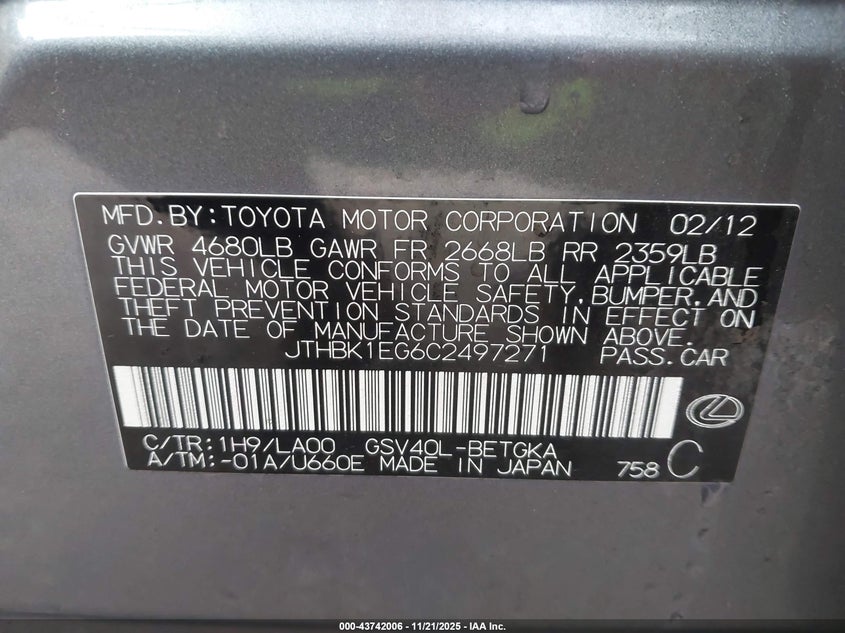 MFD.BY:TOYOTA MOTOR CORPORATION 02/12
GVWR 4680LB GAWR FR 2668LB RR 2359LB
THIS VEHICLE CONFORMS TO ALL APPLICABLE
FEDERAL MOTOR VEHICLE SAFETY,BUMPER,AND
THEFT PREVENTION STANDARDS IN EFFECT ON
THE DATE OF MANUFACTURE SHOWN ABOVE.
JTHBK1EG6C2497271 PASS.CAR
C/TR:1H9/LA00 GSV40L-BETGKA
A/TM:-01A/U660E MADE IN JAPAN 758 C
000-43742006 - 11/21/2025 - IAA Inc.